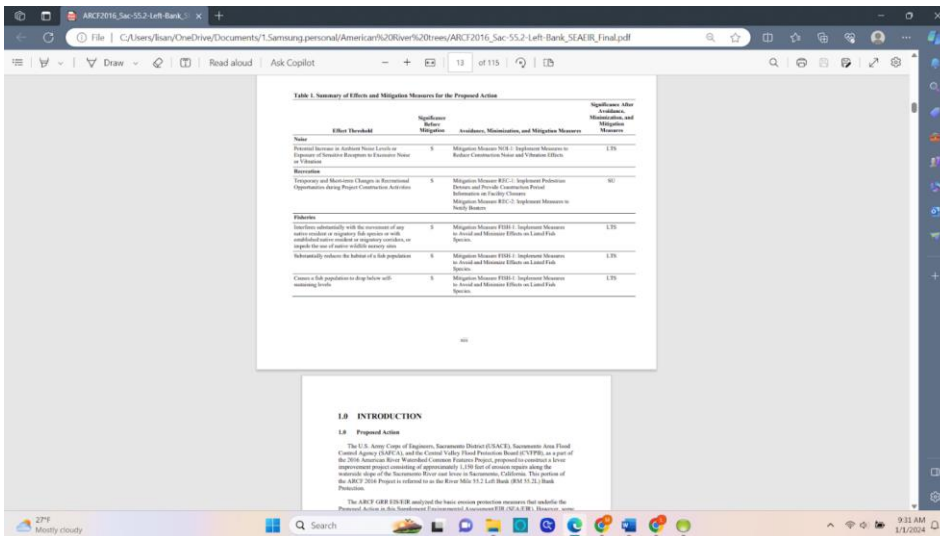 ARCF2016_Sac-55.2-Left-Bank_S
File | C:/Users/lisan/OneDrive/Documents/1.Samsung.personal/American%20River%20trees/ARCF2016_Sac-55.2-Left-Bank_SEAEIR_Final.pdf
Draw Read aloud Ask Copilot 13 of 115
Table 1. Summary of Effects and Mitigation Measures for the Proposed Action
Effect Threshold
Significance
Before
Mitigation
Avoidance, Minimization, and Mitigation Measures
Significance After
Avoidance,
Minimization, and
Mitigation
Measures
Noise
Potential Increase in Ambient Noise Levels or
Exposure of Sensitive Receptors to Excessive Noise
or Vibration
S
Mitigation Measure NOI-1: Implement Measures to
Reduce Construction Noise and Vibration Effects
LTS
Recreation
Temporary and Short-term Changes in Recreational
Opportunities during Project Construction Activities
S
Mitigation Measure REC-1: Implement Pedestrian
Detours and Provide Construction Period
Information on Facility Closures
Mitigation Measure REC-2: Implement Measures to
Notify Boaters
SU
Fisheries
Interferes substantially with the movement of any
native resident or migratory fish species or with
established native resident or migratory corridors, or
impede the use of native wildlife nursery sites
S
Mitigation Measure FISH-1: Implement Measures
to Avoid and Minimize Effects on Listed Fish
Species.
LTS
Substantially reduces the habitat of a fish population
S
Mitigation Measure FISH-1: Implement Measures
to Avoid and Minimize Effects on Listed Fish
Species.
LTS
Causes a fish population to drop below self-
sustaining levels
S
Mitigation Measure FISH-1: Implement Measures
to Avoid and Minimize Effects on Listed Fish
Species.
LTS
1.0 INTRODUCTION
1.0 Proposed Action
The U.S. Army Corps of Engineers, Sacramento District (USACE), Sacramento Area Flood
Control Agency (SAFCA), and the Central Valley Flood Protection Board (CVFPB), as a part of
the 2016 American River Watershed Common Features Project, proposed to construct a levee
improvement project consisting of approximately 1,150 feet of erosion repairs along the
waterside slope of the Sacramento River east levee in Sacramento, California. This portion of
the ARCF 2016 Project is referred to as the River Mile 55.2 Left Bank (RM 55.2L) Bank
Protection.
The ARCF GRR EIS/EIR analyzed the basic erosion protection measures that underlie the
Proposed Action in this Supplement Environmental Assessment/EIR (SEA/EIR). However, some
27°F
Mostly cloudy
Search
9:31 AM
1/1/2024